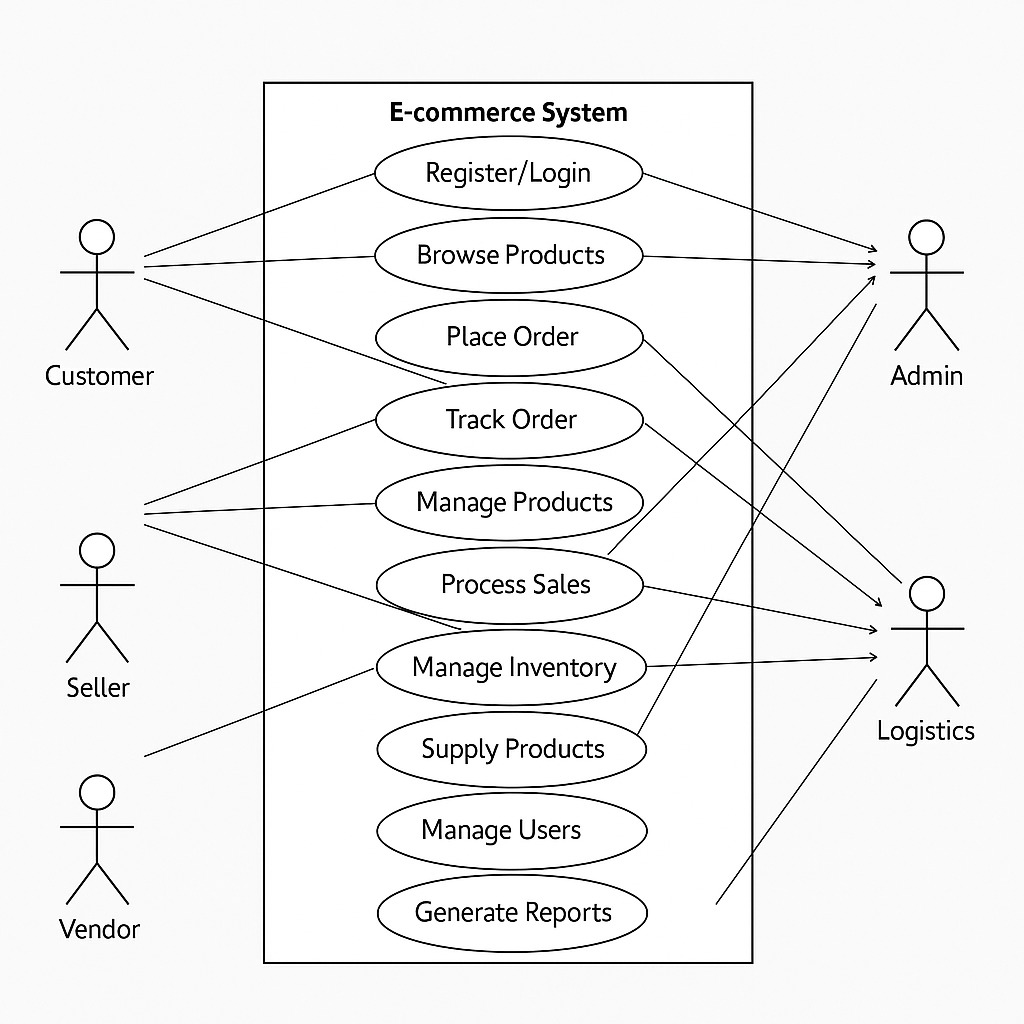 E-commerce System
Register/Login
Browse Products
Place Order
Track Order
Manage Products
Process Sales
Manage Inventory
Supply Products
Manage Users
Generate Reports
Customer
Seller
Vendor
Admin
Logistics